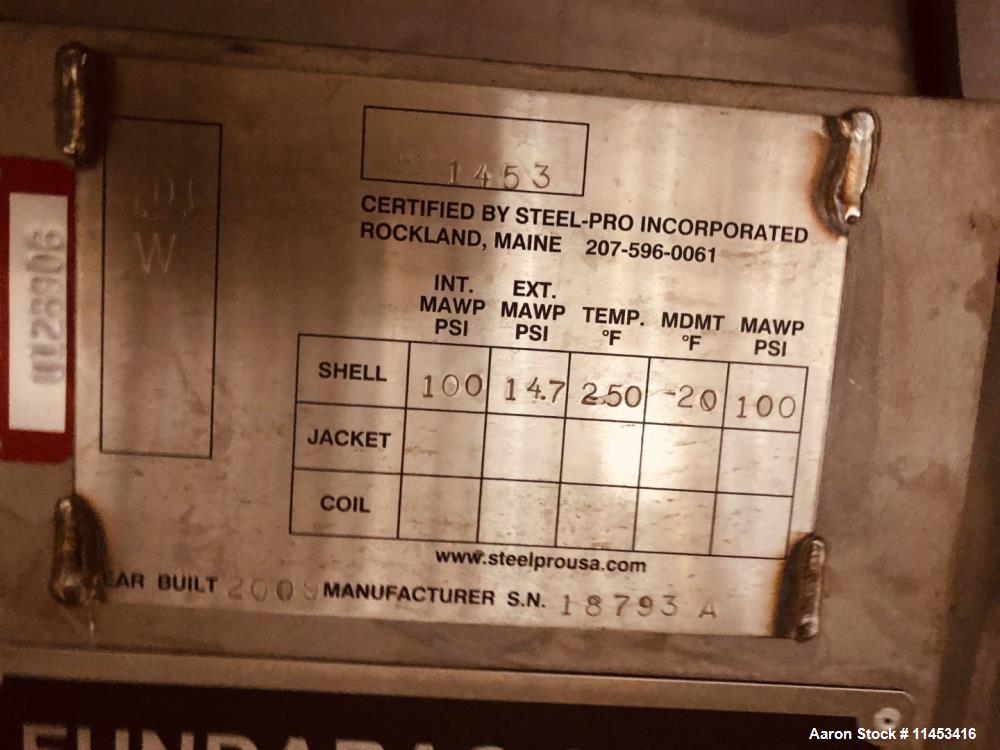 1453
CERTIFIED BY STEEL-PRO INCORPORATED
ROCKLAND, MAINE 207-596-0061
W
INT. MAWP PSI EXT. MAWP PSI TEMP. °F MDMT °F MAWP PSI
SHELL 100 14.7 250 -20 100
JACKET
COIL
www.steelprousa.com
BUILT MANUFACTURER S.N. 18793 A
Aaron Stock # 11453416